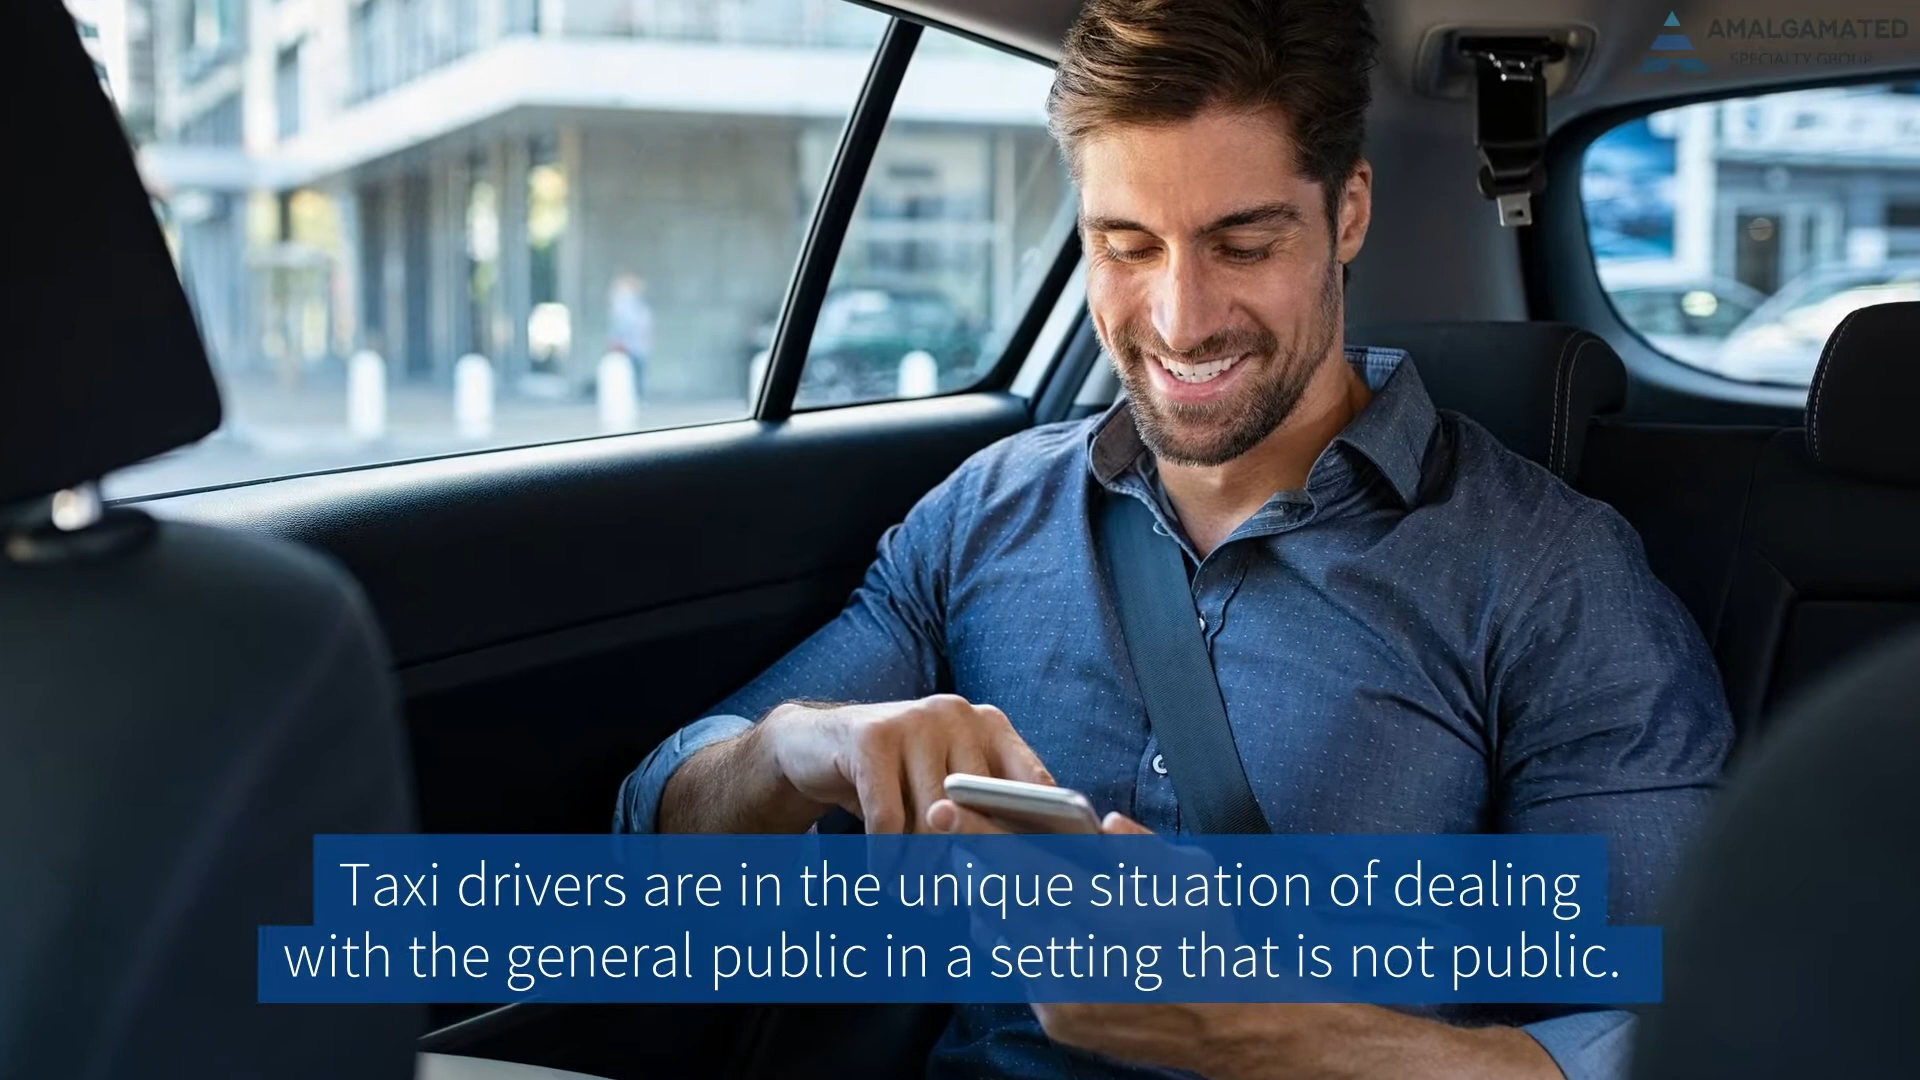 AMALGAMATED
SPECIALTY GROUP
Taxi drivers are in the unique situation of dealing
with the general public in a setting that is not public.